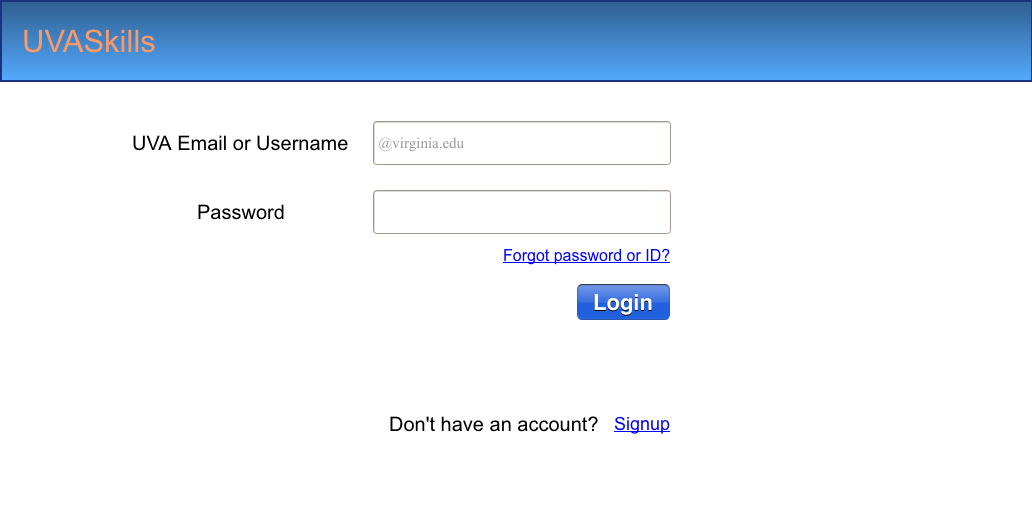 UVASkills
UVA Email or Username
@virginia.edu
Password
Forgot password or ID?
Login
Don't have an account? Signup